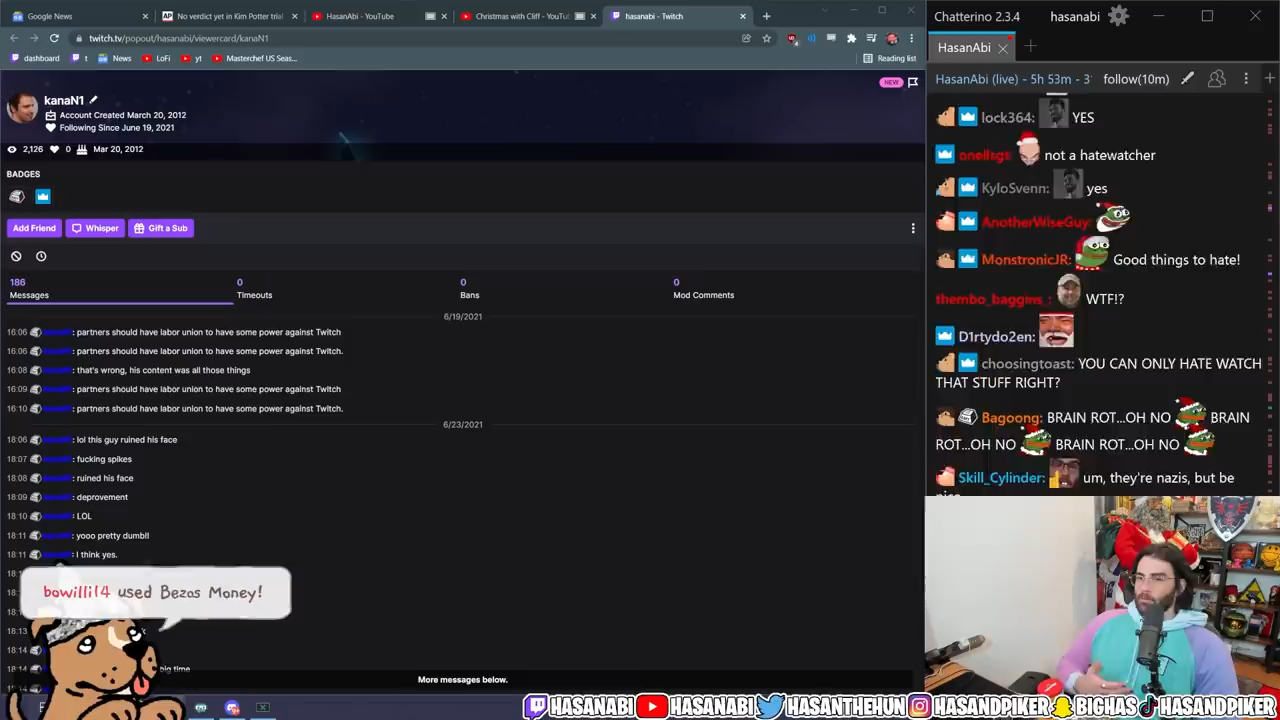 Google News
No verdict yet in Kim Potter trial
HasanAbi - YouTube
Christmas with Cliff - YouTu
hasanabi - Twitch
twitch.tv/popout/hasanabi/viewercard/kanaN1
dashboard
t
News
LoFi
yt
Masterchef US Seas...
Reading list
kanaN1
NEW
Account Created March 20, 2012
Following Since June 19, 2021
2,126
0
Mar 20, 2012
BADGES
Add Friend
Whisper
Gift a Sub
186
0
0
0
Messages
Timeouts
Bans
Mod Comments
6/19/2021
16:06 : partners should have labor union to have some power against Twitch
16:06 : partners should have labor union to have some power against Twitch.
16:08 : that's wrong, his content was all those things
16:09 : partners should have labor union to have some power against Twitch
16:10 : partners should have labor union to have some power against Twitch.
6/23/2021
18:06 : lol this guy ruined his face
18:07 : fucking spikes
18:08 : ruined his face
18:09 : deprovement
18:10 : LOL
18:11 : yooo pretty dumb!!
18:11 : I think yes.
bowilli14 used Bezos Money!
18:13
18:14
18:14 big time
More messages below.
Chatterino 2.3.4
hasanabi
HasanAbi
HasanAbi (live) - 5h 53m - 3
follow(10m)
lock364: YES
not a hatewatcher
KyloSvenn: yes
AnotherWiseGuy:
MonstronicJR: Good things to hate!
thembo_baggins_: WTF!?
D1rtydo2en:
choosingtoast: YOU CAN ONLY HATE WATCH
THAT STUFF RIGHT?
Bagoong: BRAIN ROT...OH NO BRAIN
ROT...OH NO BRAIN ROT...OH NO
Skill_Cylinder: um, they're nazis, but be
HASANABI
HASANABI
HASANTHEHUN
HASANDPIKER
BIGHAS
HASANDPIKER